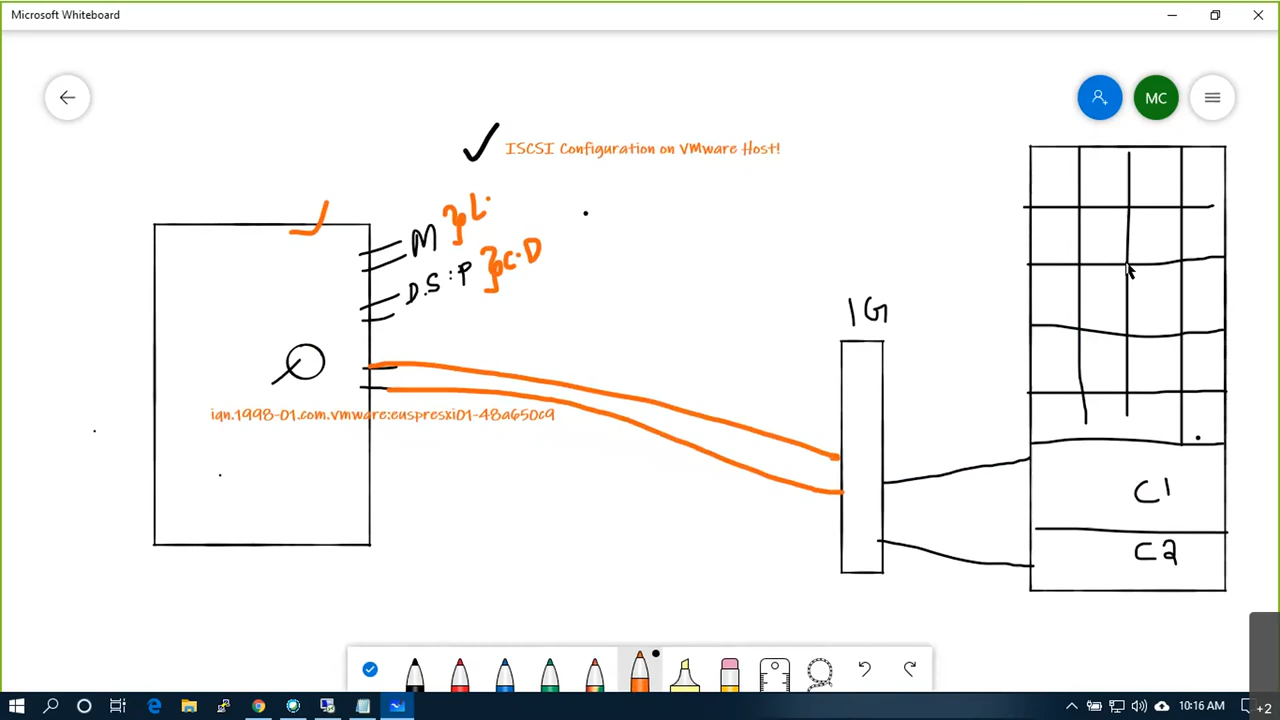 Microsoft Whiteboard
MC
ISCSI Configuration on VMware Host!
M
L.
D.S:P
C.D
1G
iqn.1998-01.com.vmware:euspresxi01-48a650c9
C1
C2
10:16 AM
+2